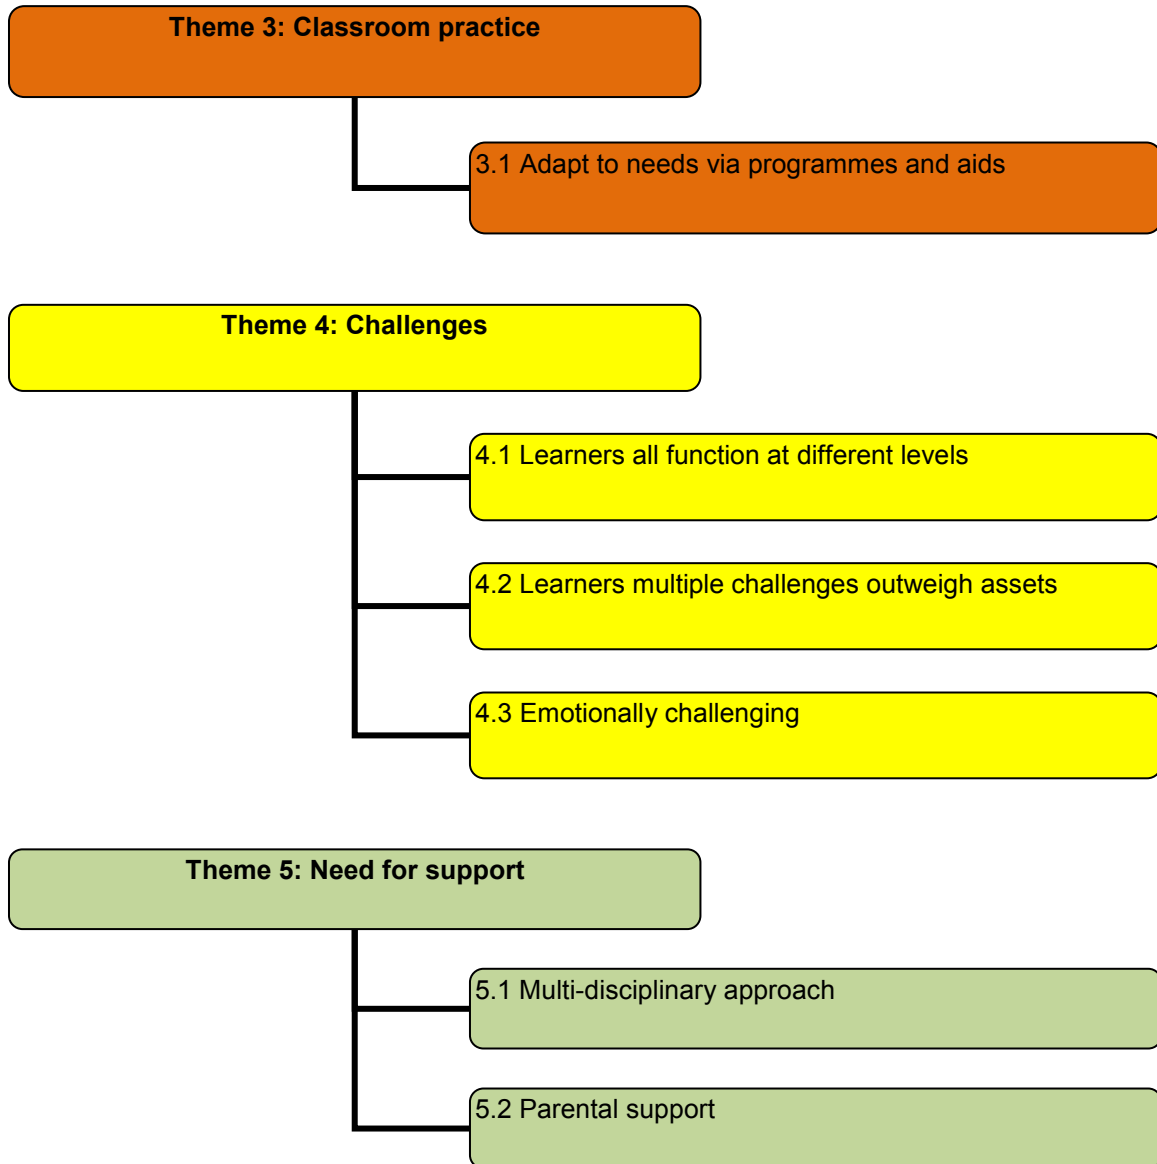 Theme 3: Classroom practice
3.1 Adapt to needs via programmes and aids
Theme 4: Challenges
4.1 Learners all function at different levels
4.2 Learners multiple challenges outweigh assets
4.3 Emotionally challenging
Theme 5: Need for support
5.1 Multi-disciplinary approach
5.2 Parental support